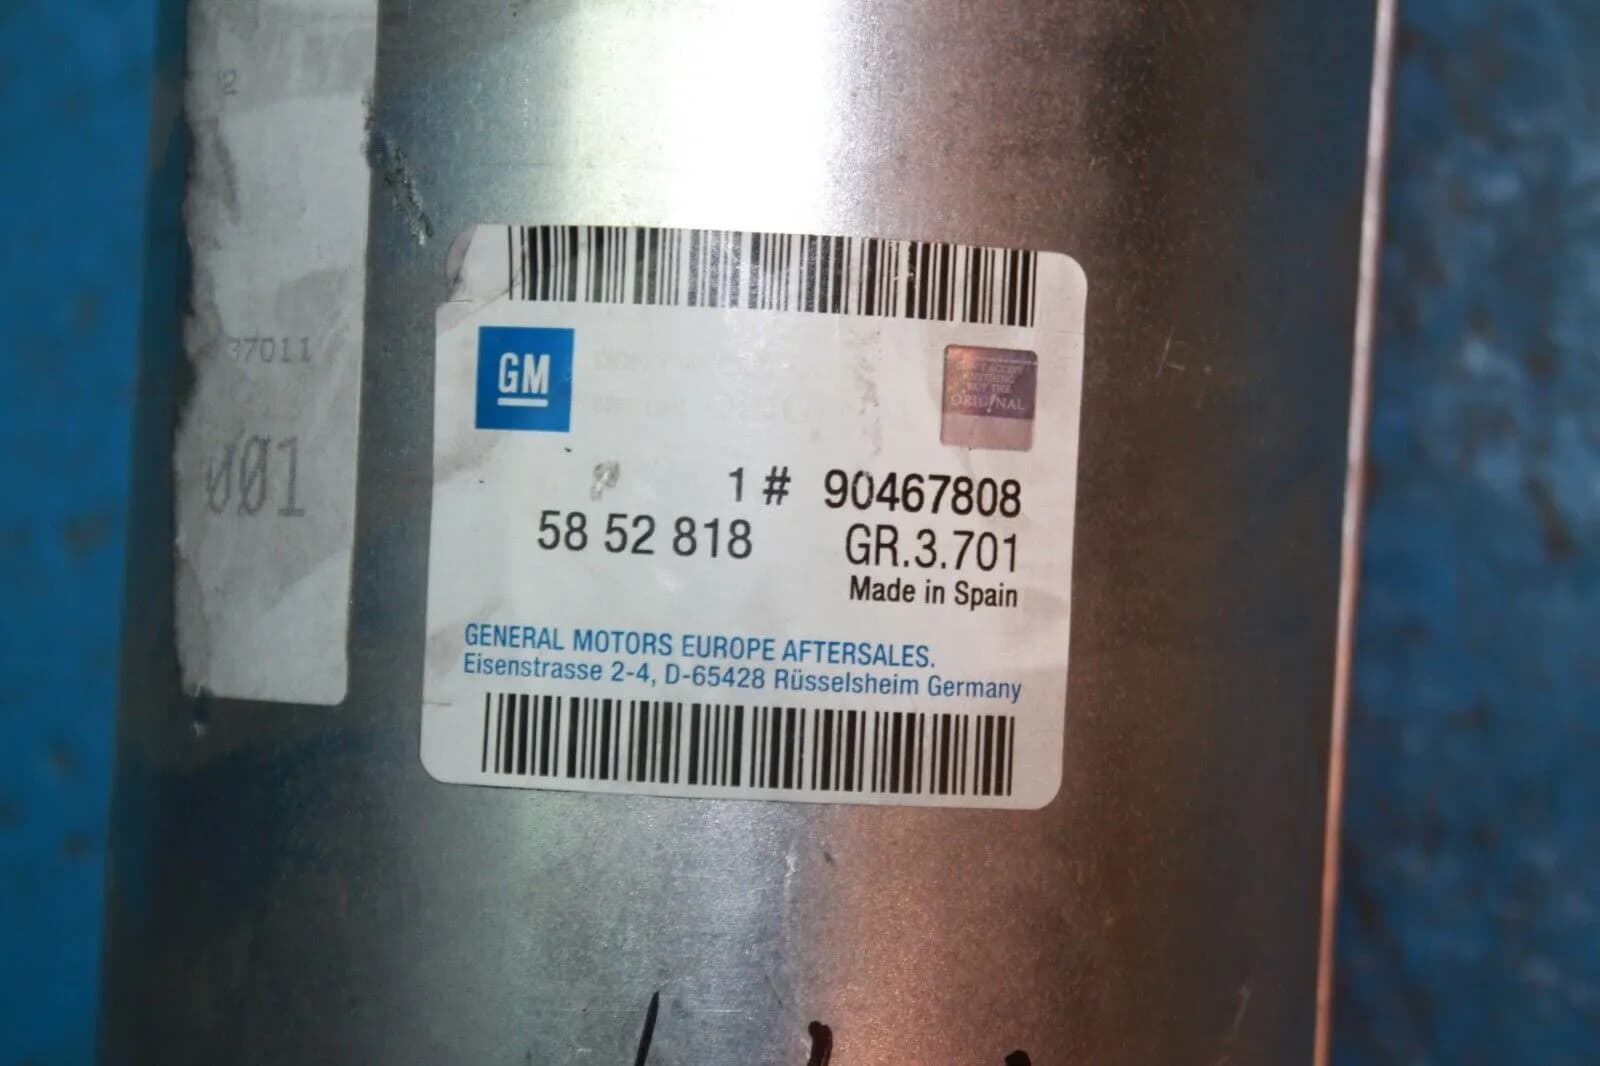 37011
001
GM
ORIGINAL
1 # 90467808
58 52 818 GR.3.701
Made in Spain
GENERAL MOTORS EUROPE AFTERSALES.
Eisenstrasse 2-4, D-65428 Rüsselsheim Germany